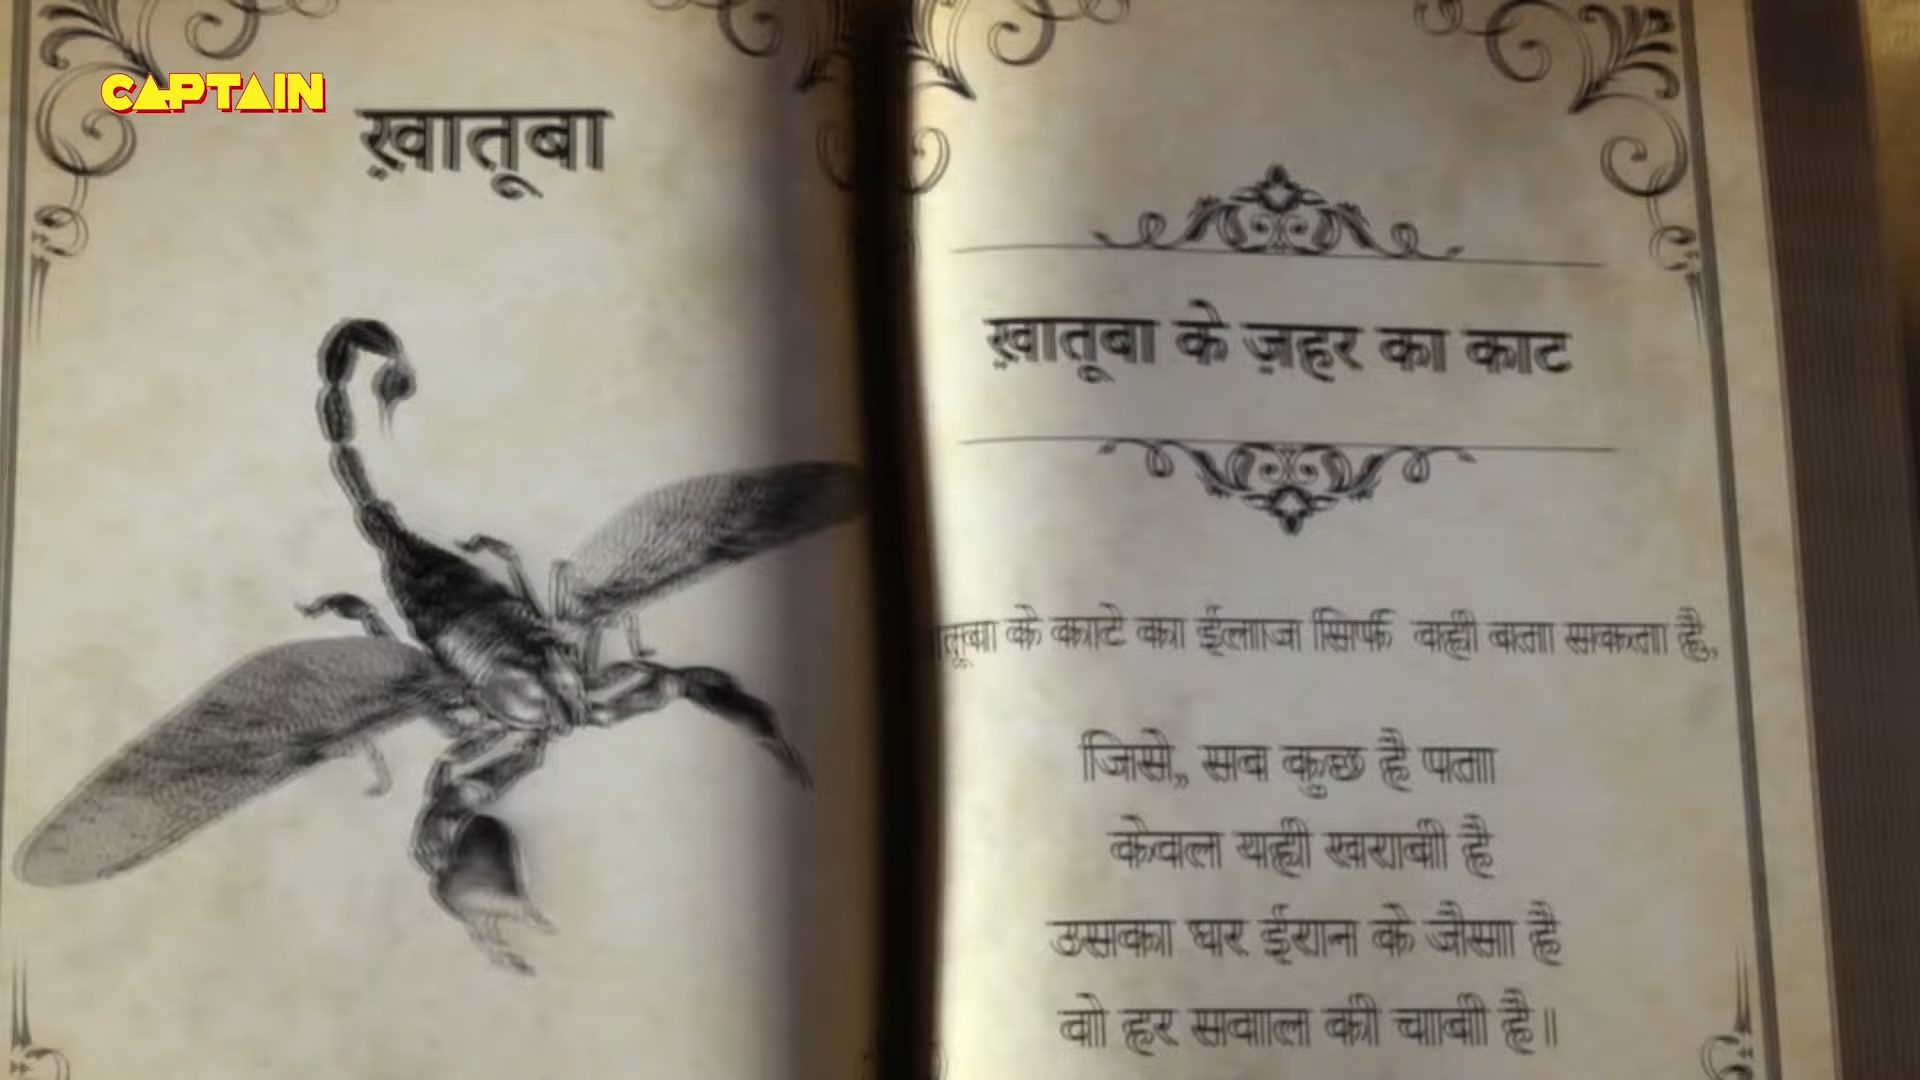 CAPTAIN
ख़ातूबा
ख़ातूबा के ज़हर का काट
के काटे का ईलाज सिर्फ वही बता सकता है,
जिसे, सब कुछ है पता
केवल यही खराबी है
उसका घर ईरान के जैसा है
वो हर सवाल की चाबी है॥